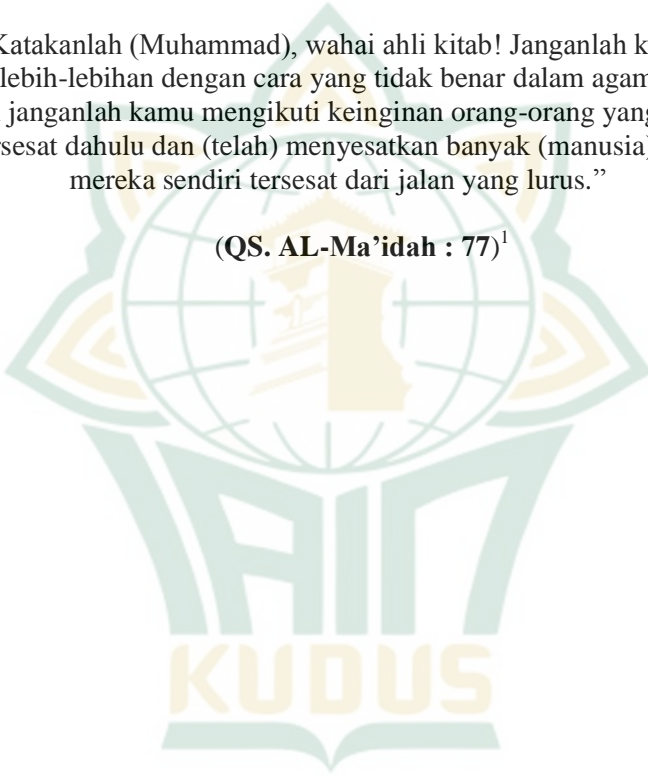 Katakanlah (Muhammad), wahai ahli kitab! Janganlah
lebih-lebihan dengan cara yang tidak benar dalam
janganlah kamu mengikuti keinginan orang-orang yang
sesat dahulu dan (telah) menyesatkan banyak (manusia)
mereka sendiri tersesat dari jalan yang lurus.”
(QS. AL-Ma’idah : 77)1
IAIN
KUDUS